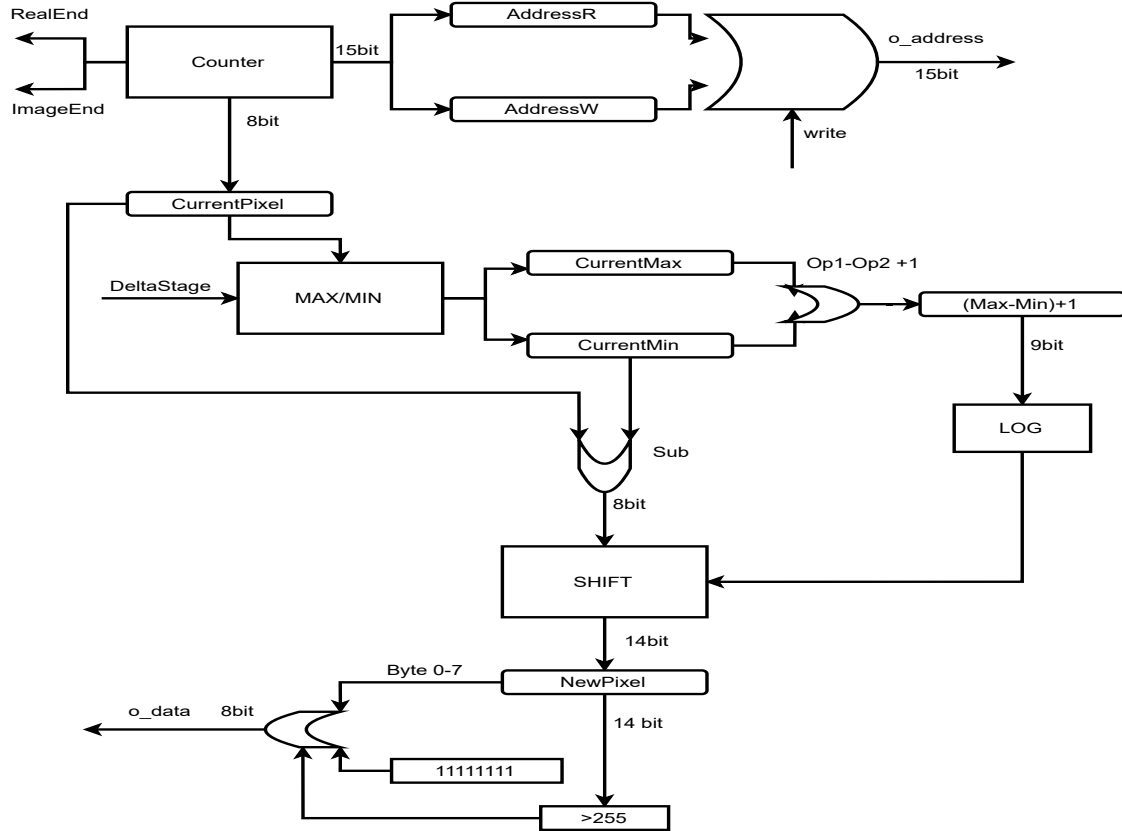 RealEnd
ImageEnd
Counter
15bit
AddressR
AddressW
o_address
15bit
write
8bit
CurrentPixel
DeltaStage
MAX/MIN
CurrentMax
CurrentMin
Op1-Op2 +1
(Max-Min)+1
9bit
LOG
Sub
8bit
SHIFT
14bit
NewPixel
Byte 0-7
14 bit
o_data
8bit
11111111
>255